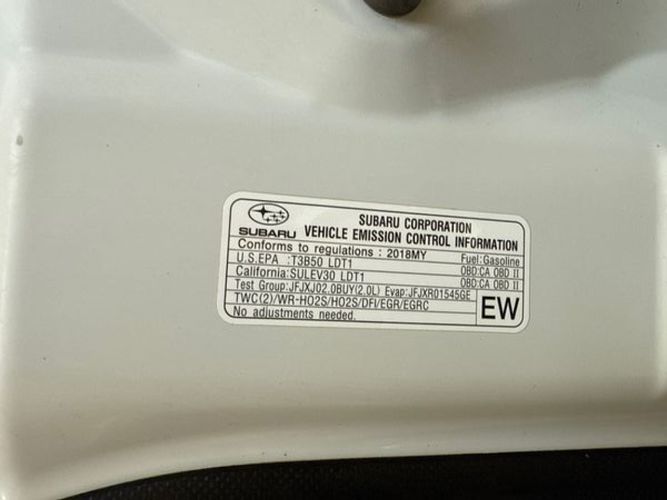 SUBARU
SUBARU CORPORATION
VEHICLE EMISSION CONTROL INFORMATION
Conforms to regulations : 2018MY Fuel:Gasoline
U.S.EPA :T3B50 LDT1 OBD:CA OBD II
California:SULEV30 LDT1 OBD:CA OBD II
Test Group:JFJXJ02.0BUY(2.0L) Evap:JFJXR01545GE
TWC(2)/WR-HO2S/HO2S/DFI/EGR/EGRC
No adjustments needed.
EW